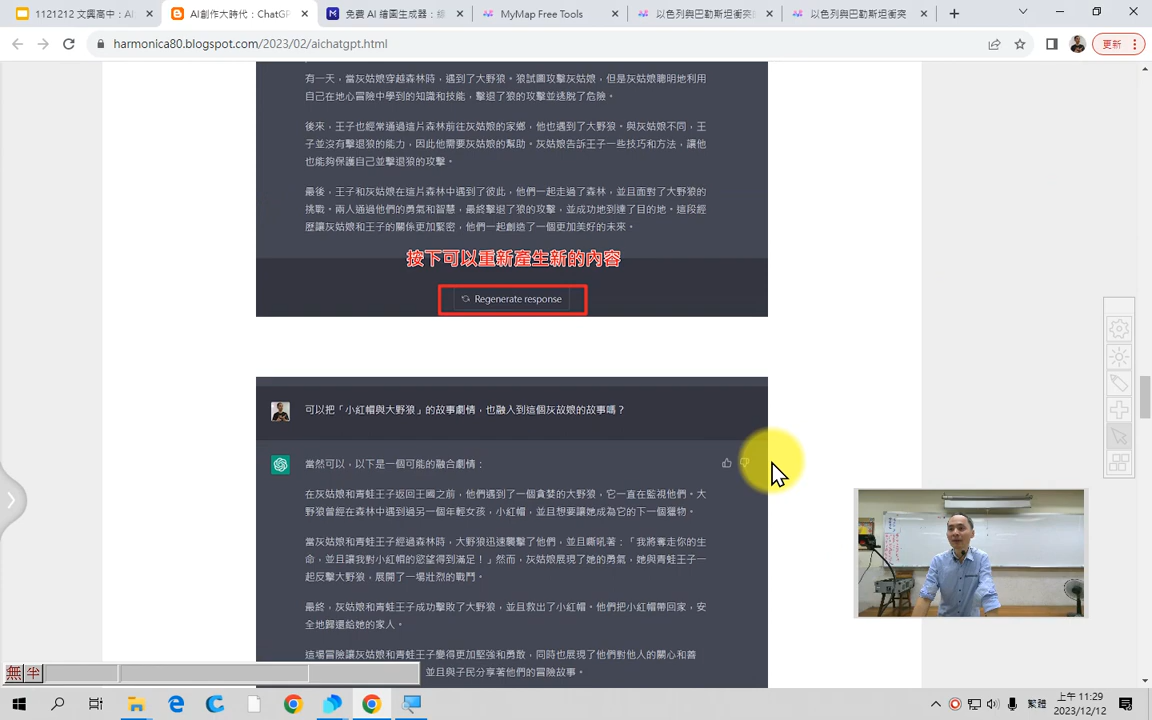 1121212 文興高中：AI
AI創作大時代：ChatGP
免費 AI 繪圖生成器：線
MyMap Free Tools
以色列與巴勒斯坦衝突
以色列與巴勒斯坦衝突
harmonica80.blogspot.com/2023/02/aichatgpt.html
更新
有一天，當灰姑娘穿越森林時，遇到了大野狼。狼試圖攻擊灰姑娘，但是灰姑娘聰明地利用
自己在地心冒險中學到的知識和技能，擊退了狼的攻擊並逃脫了危險。
後來，王子也經常通過這片森林前往灰姑娘的家鄉，他也遇到了大野狼。與灰姑娘不同，王
子並沒有擊退狼的能力，因此他需要灰姑娘的幫助。灰姑娘告訴王子一些技巧和方法，讓他
也能夠保護自己並擊退狼的攻擊。
最後，王子和灰姑娘在這片森林中遇到了彼此，他們一起走過了森林，並且面對了大野狼的
挑戰。兩人通過他們的勇氣和智慧，最終擊退了狼的攻擊，並成功地到達了目的地。這段經
歷讓灰姑娘和王子的關係更加緊密，他們一起創造了一個更加美好的未來。
按下可以重新產生新的內容
Regenerate response
可以把「小紅帽與大野狼」的故事劇情，也融入到這個灰故娘的故事嗎？
當然可以，以下是一個可能的融合劇情：
在灰姑娘和青蛙王子返回王國之前，他們遇到了一個貪婪的大野狼，它一直在監視他們。大
野狼曾經在森林中遇到過另一個年輕女孩，小紅帽，並且想要讓她成為它的下一個獵物。
當灰姑娘和青蛙王子經過森林時，大野狼迅速襲擊了他們，並且嘶吼著：「我將奪走你的生
命，並且讓我對小紅帽的慾望得到滿足！」然而，灰姑娘展現了她的勇氣，她與青蛙王子一
起反擊大野狼，展開了一場壯烈的戰鬥。
最終，灰姑娘和青蛙王子成功擊敗了大野狼，並且救出了小紅帽。他們把小紅帽帶回家，安
全地歸還給她的家人。
這場冒險讓灰姑娘和青蛙王子變得更加堅強和勇敢，同時也展現了他們對他人的關心和善
並且與子民分享著他們的冒險故事。
無 半
繁體
上午 11:29
2023/12/12